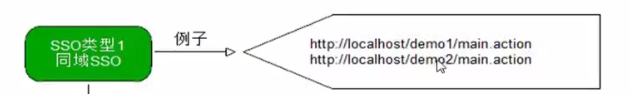 SSO类型1
同域SSO
例子
http://localhost/demo1/main.action
http://localhost/demo2/main.action